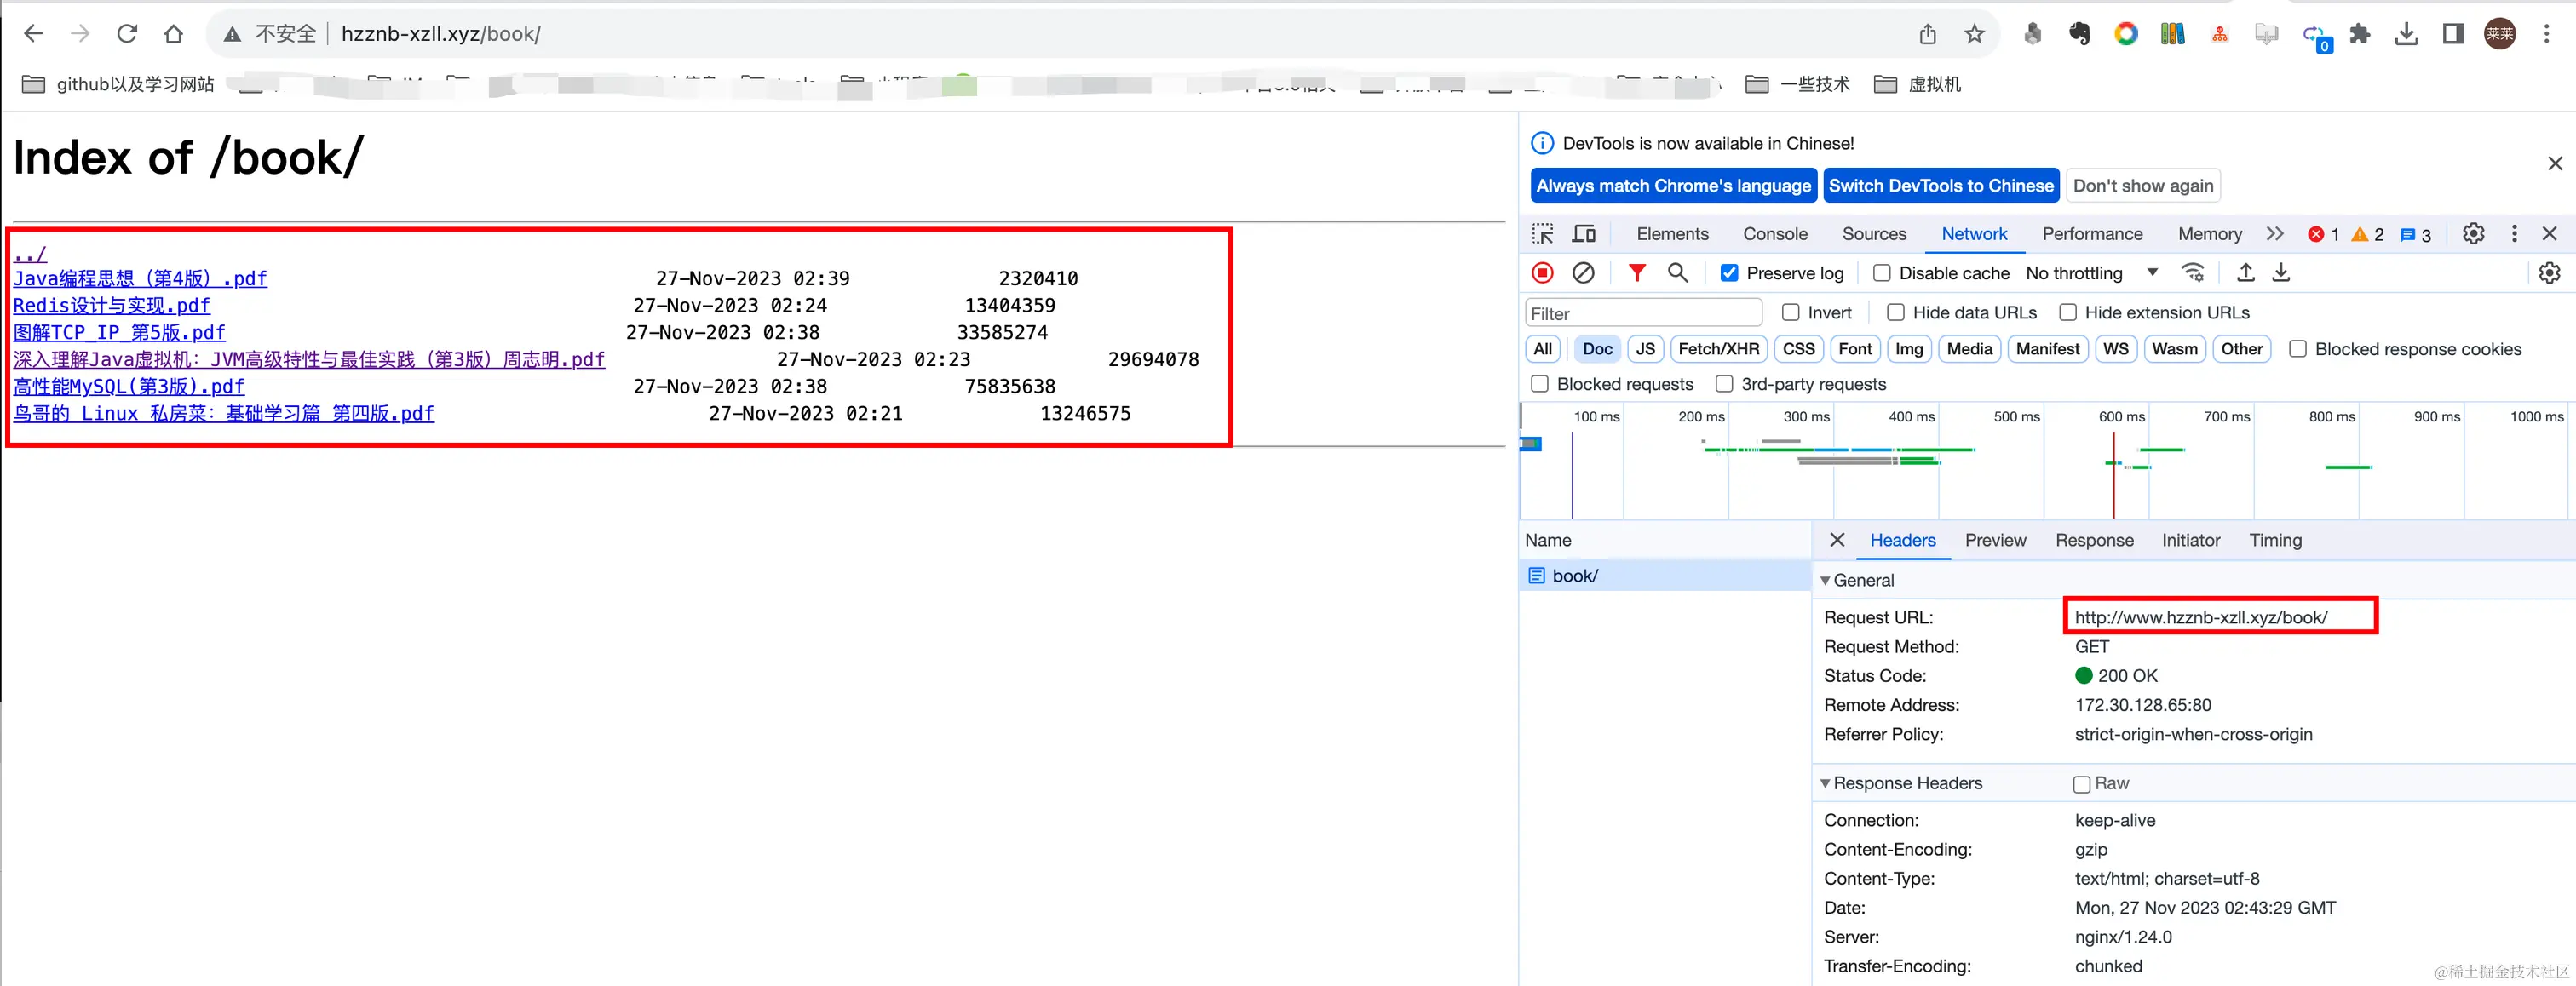 不安全 hzznb-xzll.xyz/book/ 0 莱莱
github以及学习网站 一些技术 虚拟机
Index of /book/
../
Java编程思想（第4版）.pdf 27-Nov-2023 02:39 2320410
Redis设计与实现.pdf 27-Nov-2023 02:24 13404359
图解TCP_IP_第5版.pdf 27-Nov-2023 02:38 33585274
深入理解Java虚拟机：JVM高级特性与最佳实践（第3版）周志明.pdf 27-Nov-2023 02:23 29694078
高性能MySQL(第3版).pdf 27-Nov-2023 02:38 75835638
鸟哥的 Linux 私房菜：基础学习篇 第四版.pdf 27-Nov-2023 02:21 13246575
DevTools is now available in Chinese!
Always match Chrome's language Switch DevTools to Chinese Don't show again
Elements Console Sources Network Performance Memory 1 2 3
Preserve log Disable cache No throttling
Filter Invert Hide data URLs Hide extension URLs
All Doc JS Fetch/XHR CSS Font Img Media Manifest WS Wasm Other Blocked response cookies
Blocked requests 3rd-party requests
100 ms 200 ms 300 ms 400 ms 500 ms 600 ms 700 ms 800 ms 900 ms 1000 ms
Name Headers Preview Response Initiator Timing
book/
General
Request URL: http://www.hzznb-xzll.xyz/book/
Request Method: GET
Status Code: 200 OK
Remote Address: 172.30.128.65:80
Referrer Policy: strict-origin-when-cross-origin
Response Headers Raw
Connection: keep-alive
Content-Encoding: gzip
Content-Type: text/html; charset=utf-8
Date: Mon, 27 Nov 2023 02:43:29 GMT
Server: nginx/1.24.0
Transfer-Encoding: chunked
@稀土掘金技术社区